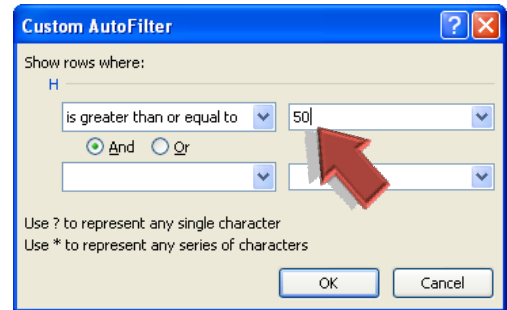 Custom AutoFilter
Show rows where:
H
is greater than or equal to 50
And Or
Use ? to represent any single character
Use * to represent any series of characters
OK Cancel